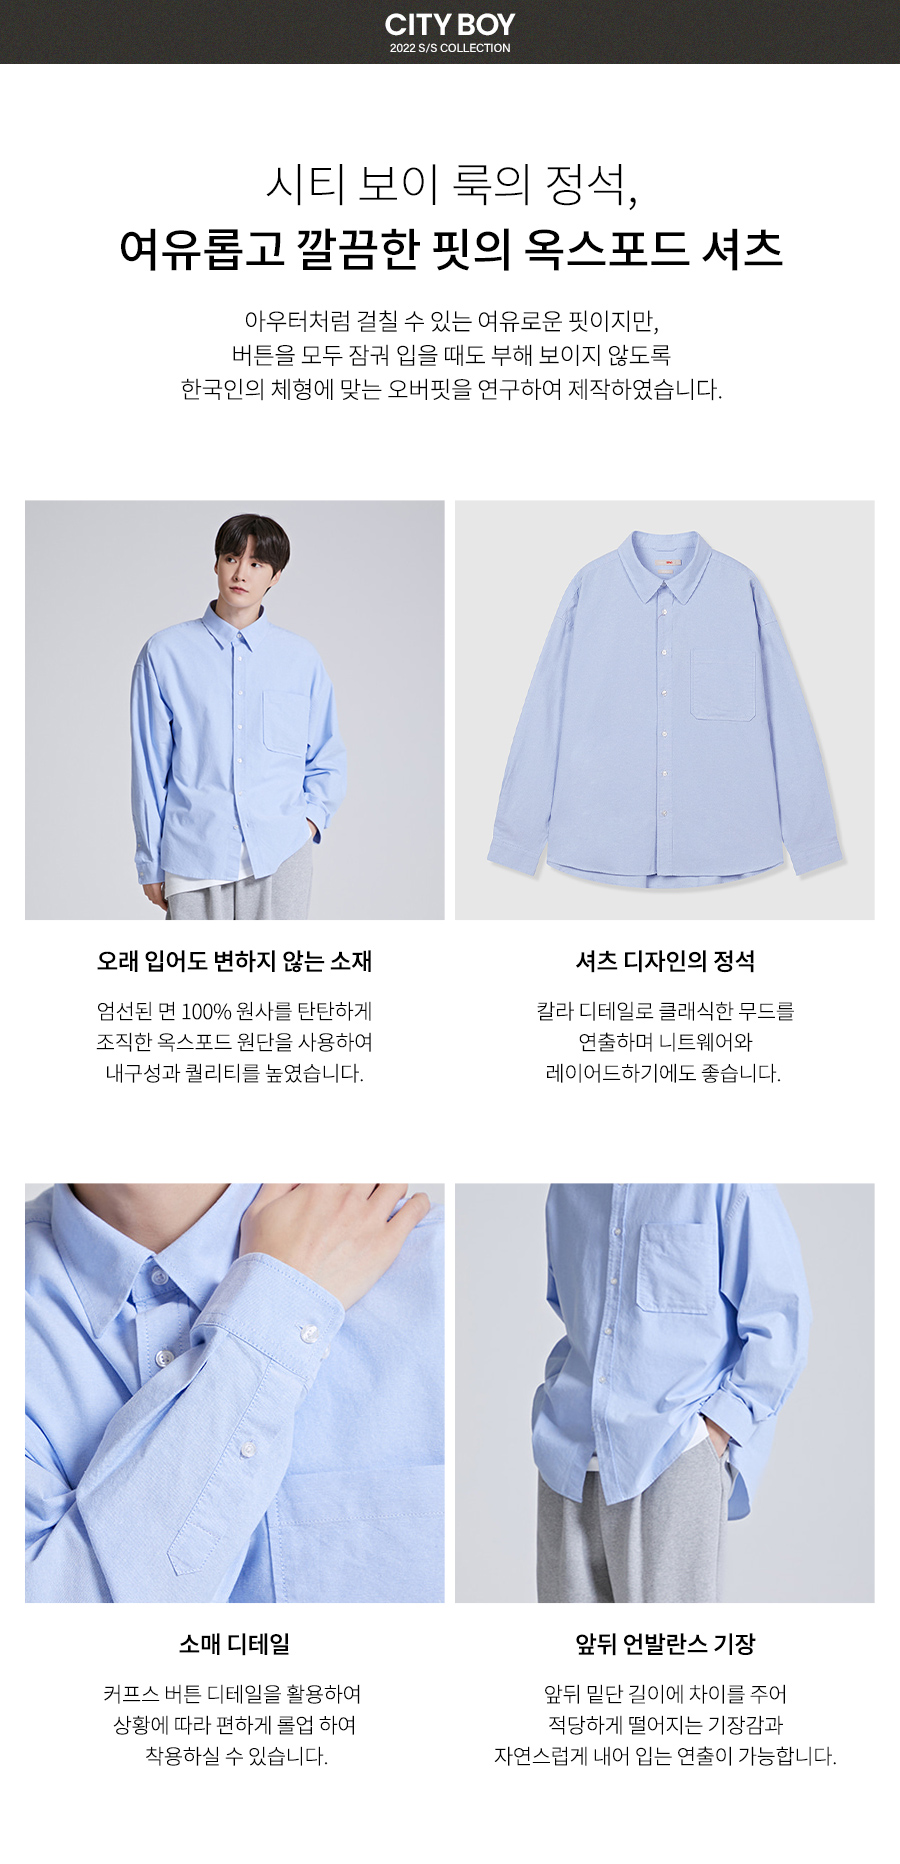 CITY BOY
2022 S/S COLLECTION
시티 보이 룩의 정석,
여유롭고 깔끔한 핏의 옥스포드 셔츠
아우터처럼 걸칠 수 있는 여유로운 핏이지만,
버튼을 모두 잠궈 입을 때도 부해 보이지 않도록
한국인의 체형에 맞는 오버핏을 연구하여 제작하였습니다.
오래 입어도 변하지 않는 소재
엄선된 면 100% 원사를 탄탄하게
조직한 옥스포드 원단을 사용하여
내구성과 퀄리티를 높였습니다.
셔츠 디자인의 정석
칼라 디테일로 클래식한 무드를
연출하며 니트웨어와
레이어드하기에도 좋습니다.
소매 디테일
커프스 버튼 디테일을 활용하여
상황에 따라 편하게 롤업 하여
착용하실 수 있습니다.
앞뒤 언발란스 기장
앞뒤 밑단 길이에 차이를 주어
적당하게 떨어지는 기장감과
자연스럽게 내어 입는 연출이 가능합니다.